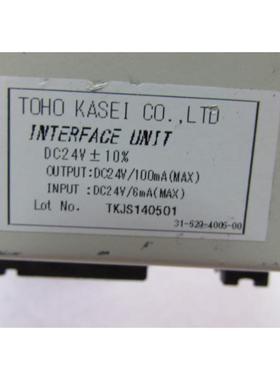 TOHO KASEI CO.,LTD
INTERFACE UNIT
DC24V ± 10%
OUTPUT:DC24V/100mA(MAX)
INPUT :DC24V/6mA(MAX)
Lot No. TKJS140501
31-529-4006-00